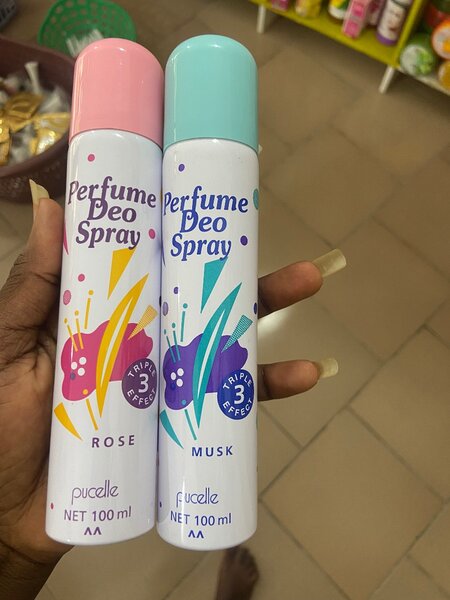 Perfume
Deo
Spray
TRIPLE
3
EFFECT
ROSE
pucelle
NET 100 ml
Perfume
Deo
Spray
TRIPLE
3
EFFECT
MUSK
pucelle
NET 100 ml